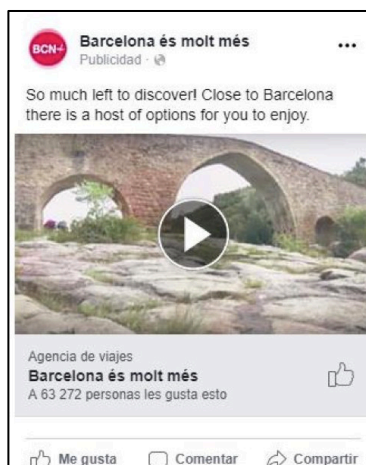 BCN+
Barcelona és molt més
Publicidad ·
So much left to discover! Close to Barcelona
there is a host of options for you to enjoy.
Agencia de viajes
Barcelona és molt més
A 63 272 personas les gusta esto
Me gusta Comentar Compartir